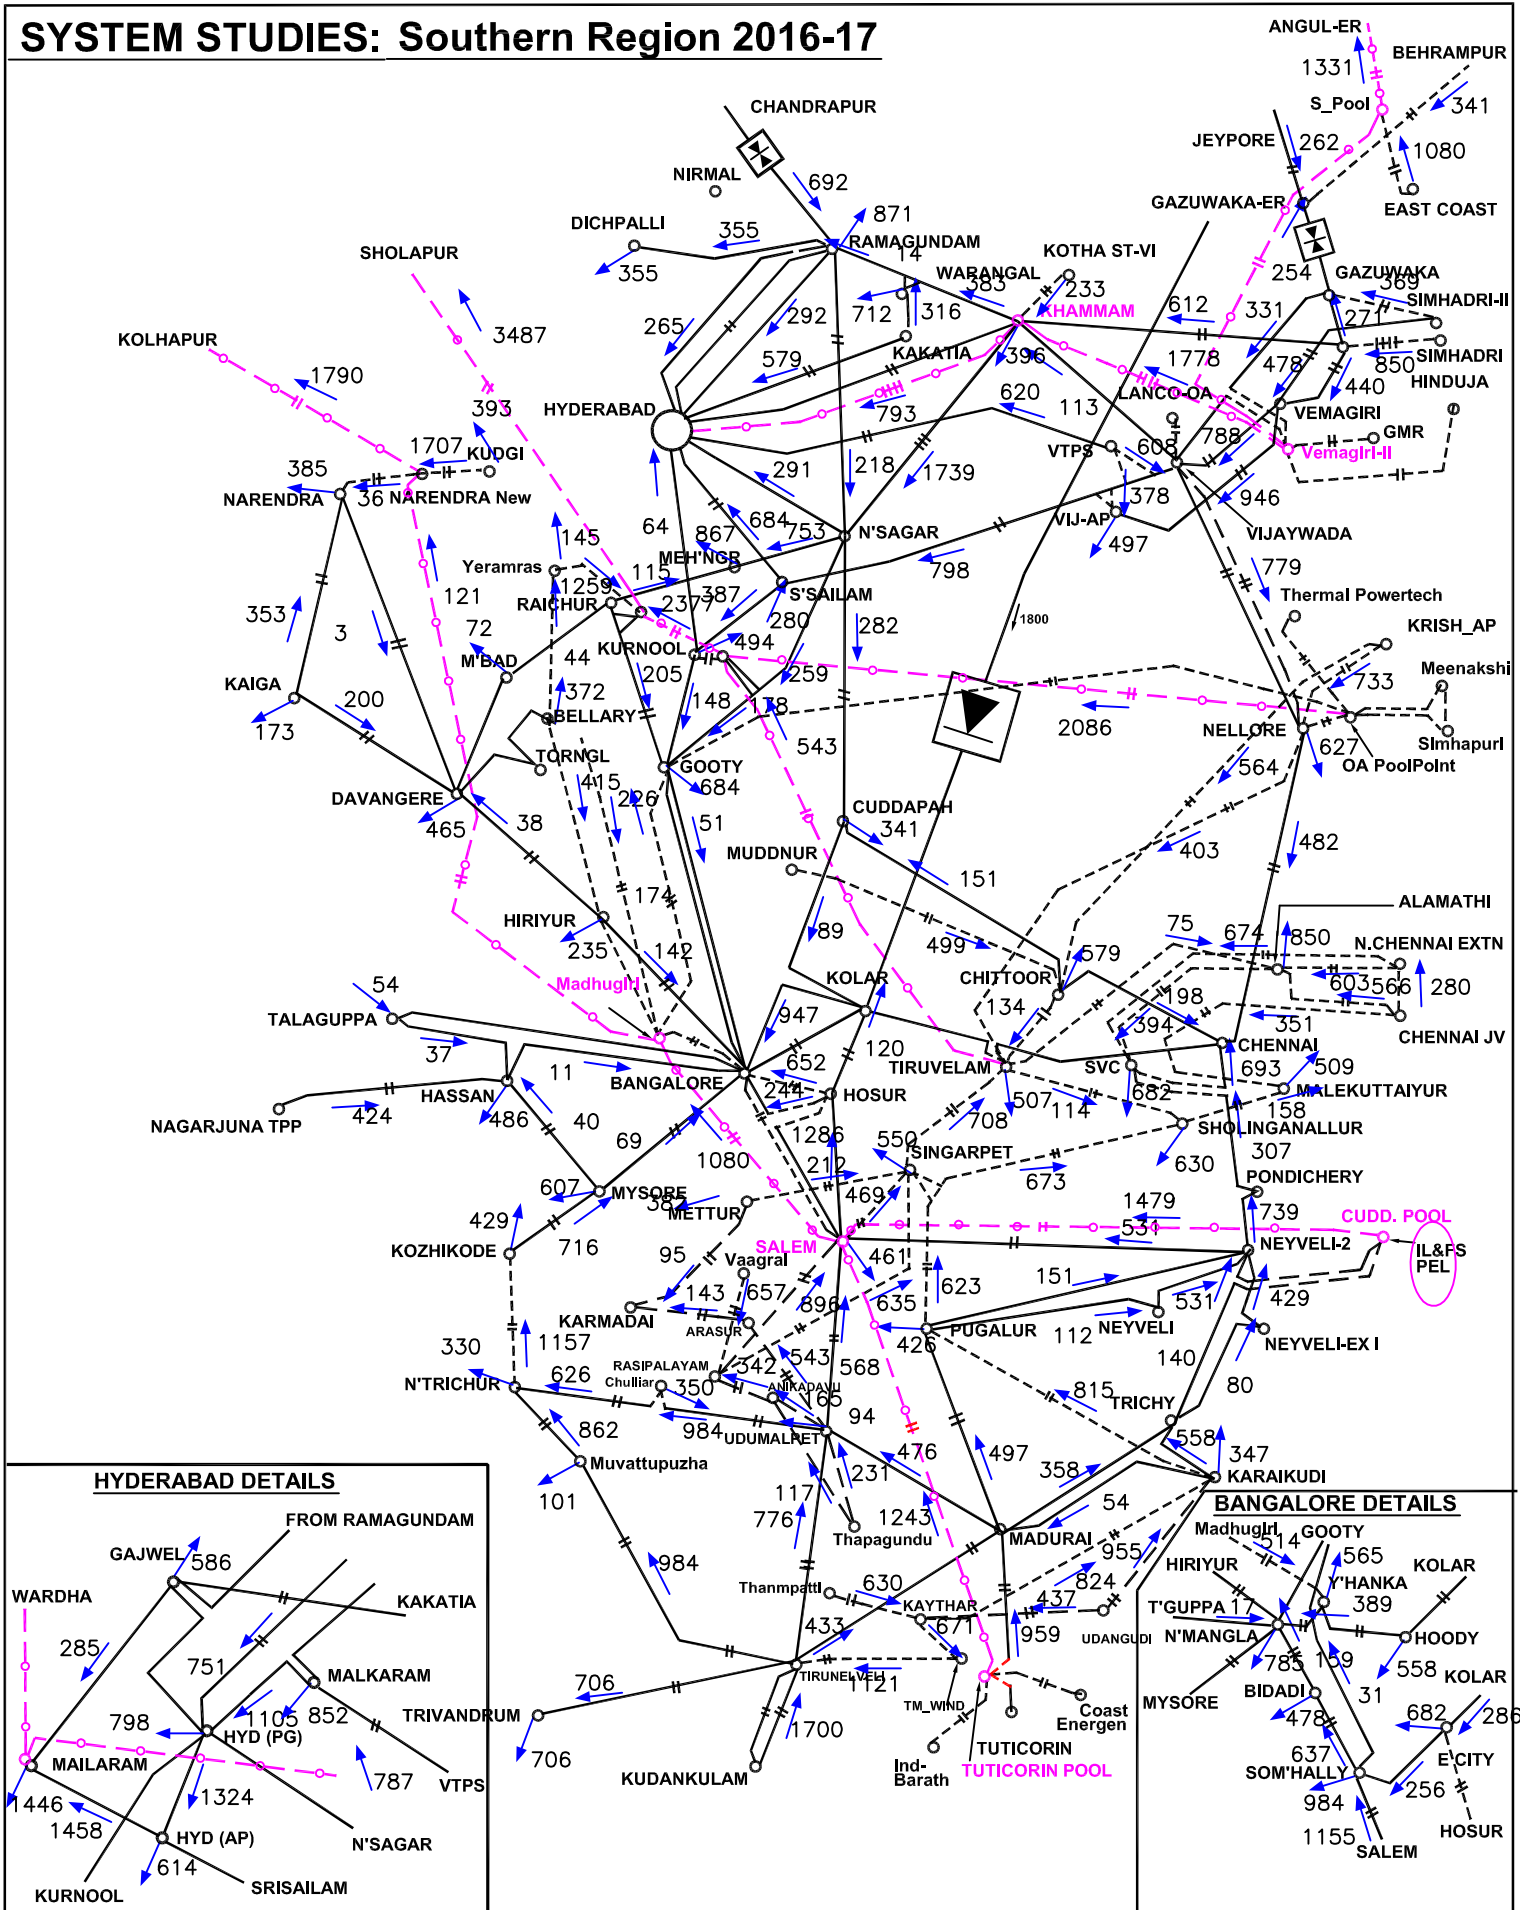 SYSTEM STUDIES: Southern Region 2016-17
ANGUL-ER
BEHRAMPUR
1331
S_Pool
341
CHANDRAPUR
JEYPORE
262
1080
NIRMAL
692
GAZUWAKA-ER
EAST COAST
DICHPALLI
355
871
RAMAGUNDAM
KOTHA ST-VI
SHOLAPUR
355
14
WARANGAL
383
233
254
GAZUWAKA
369
SIMHADRI-II
712
316
KHAMMAM
612
331
271
3487
265
292
KOLHAPUR
579
KAKATIA
396
1778
478
850
SIMHADRI
1790
440
HINDUJA
393
HYDERABAD
793
620
113
LANCO-OA
VEMAGIRI
1707
KUDGI
VTPS
608
788
GMR
VemagIrI-II
385
36
NARENDRA New
NARENDRA
291
218
1739
378
946
64
684
867
753
N'SAGAR
VIJ-AP
VIJAYWADA
145
MEH'NGR
497
Yeramras
1259
115
798
779
RAICHUR
2377
387
S'SAILAM
Thermal Powertech
121
353
3
72
280
282
1800
KRISH_AP
M'BAD
44
KURNOOL
494
Meenakshi
KAIGA
200
205
259
733
372
148
178
173
BELLARY
2086
NELLORE
SImhapurI
543
627
OA PoolPoInt
TORNGL
GOOTY
564
DAVANGERE
415
226
684
CUDDAPAH
465
38
51
341
403
482
MUDDNUR
151
174
ALAMATHI
HIRIYUR
235
142
89
499
579
75
674
850
N.CHENNAI EXTN
MadhugIrI
KOLAR
CHITTOOR
603
566
280
54
134
198
TALAGUPPA
947
394
351
CHENNAI JV
37
120
CHENNAI
11
652
TIRUVELAM
SVC
693
509
BANGALORE
HASSAN
244
HOSUR
507
114
682
MALEKUTTAIYUR
NAGARJUNA TPP
424
486
40
708
158
SHOLINGANALLUR
69
1286
550
307
1080
212
SINGARPET
673
630
607
MYSORE
387
469
PONDICHERY
METTUR
1479
429
739
CUDD. POOL
KOZHIKODE
716
531
SALEM
NEYVELI-2
IL&FS
PEL
95
Vaagral
461
151
143
657
896
635
623
531
429
KARMADAI
ARASUR
426
PUGALUR
112
NEYVELI
NEYVELI-EX I
1157
330
543
568
140
RASIPALAYAM
342
N'TRICHUR
626
Chulliar
350
ANIKADAVU
165
815
80
TRICHY
862
984
UDUMALPET
94
476
497
558
347
Muvattupuzha
231
358
KARAIKUDI
101
117
776
1243
54
Thapagundu
MADURAI
955
984
Thanmpatti
630
824
KAYTHAR
437
433
671
959
UDANGUDI
TIRUNELVELI
706
1121
TM_WIND
TRIVANDRUM
1700
Coast
Energen
706
TUTICORIN
Ind-
Barath
TUTICORIN POOL
KUDANKULAM
HYDERABAD DETAILS
FROM RAMAGUNDAM
GAJWEL
586
WARDHA
KAKATIA
285
751
MALKARAM
1105
852
798
HYD (PG)
MAILARAM
787
VTPS
1446
1324
1458
N'SAGAR
HYD (AP)
614
SRISAILAM
KURNOOL
BANGALORE DETAILS
MadhugIrI
514
GOOTY
HIRIYUR
565
KOLAR
Y'HANKA
T'GUPPA
17
389
N'MANGLA
HOODY
785
159
558
KOLAR
MYSORE
BIDADI
31
478
682
286
637
E CITY
SOM'HALLY
256
984
HOSUR
1155
SALEM